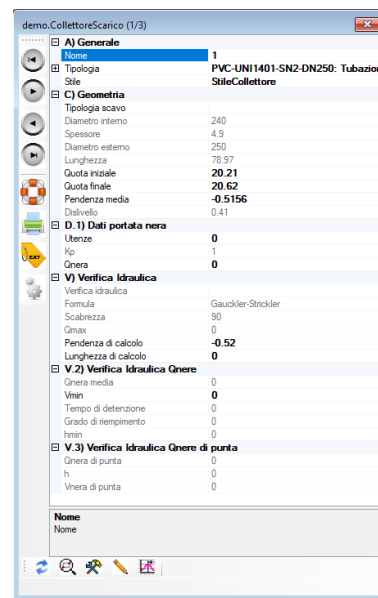 demo.CollettoreScarico (1/3)
A) Generale
Nome 1
Tipologia PVC-UNI1401-SN2-DN250: Tubazion
Stile StileCollettore
C) Geometria
Tipologia scavo
Diametro interno 240
Spessore 4.9
Diametro esterno 250
Lunghezza 78.97
Quota iniziale 20.21
Quota finale 20.62
Pendenza media -0.5156
Dislivello 0.41
D.1) Dati portata nera
Utenze 0
Kp 1
Qnera 0
V) Verifica Idraulica
Verifica idraulica
Formula Gauckler-Strickler
Scabrezza 90
Qmax 0
Pendenza di calcolo -0.52
Lunghezza di calcolo 0
V.2) Verifica Idraulica Qnere
Qnera media 0
Vmin 0
Tempo di detenzione 0
Grado di riempimento 0
hmin 0
V.3) Verifica Idraulica Qnere di punta
Qnera di punta 0
h 0
Vnera di punta 0
Nome
Nome